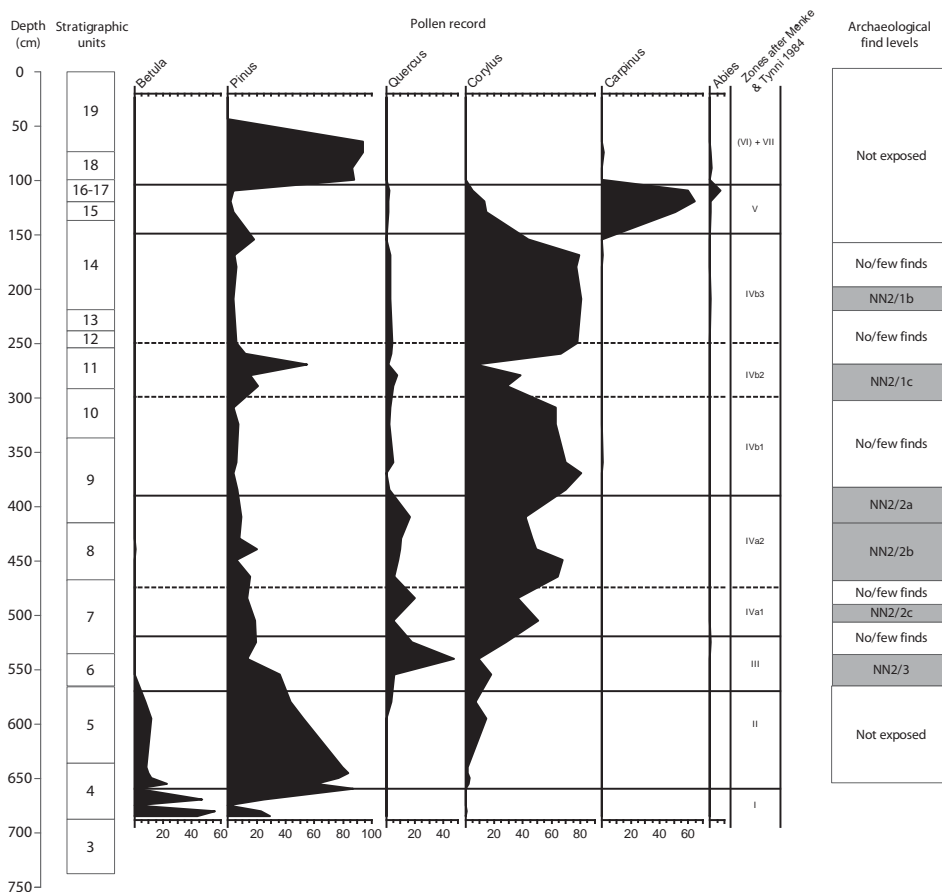 Depth (cm)
Stratigraphic units
Pollen record
Archaeological find levels
Betula
Pinus
Quercus
Corylus
Carpinus
Abies
Zones after Menke & Tynni 1984
0
50
100
150
200
250
300
350
400
450
500
550
600
650
700
750
19
18
16-17
15
14
13
12
11
10
9
8
7
6
5
4
3
(VI) + VII
V
IVb3
IVb2
IVb1
IVa2
IVa1
III
II
I
Not exposed
No/few finds
NN2/1b
No/few finds
NN2/1c
No/few finds
NN2/2a
NN2/2b
No/few finds
NN2/2c
No/few finds
NN2/3
Not exposed
20 40 60
20 40 60 80 100
20 40
20 40 60 80
20 40 60